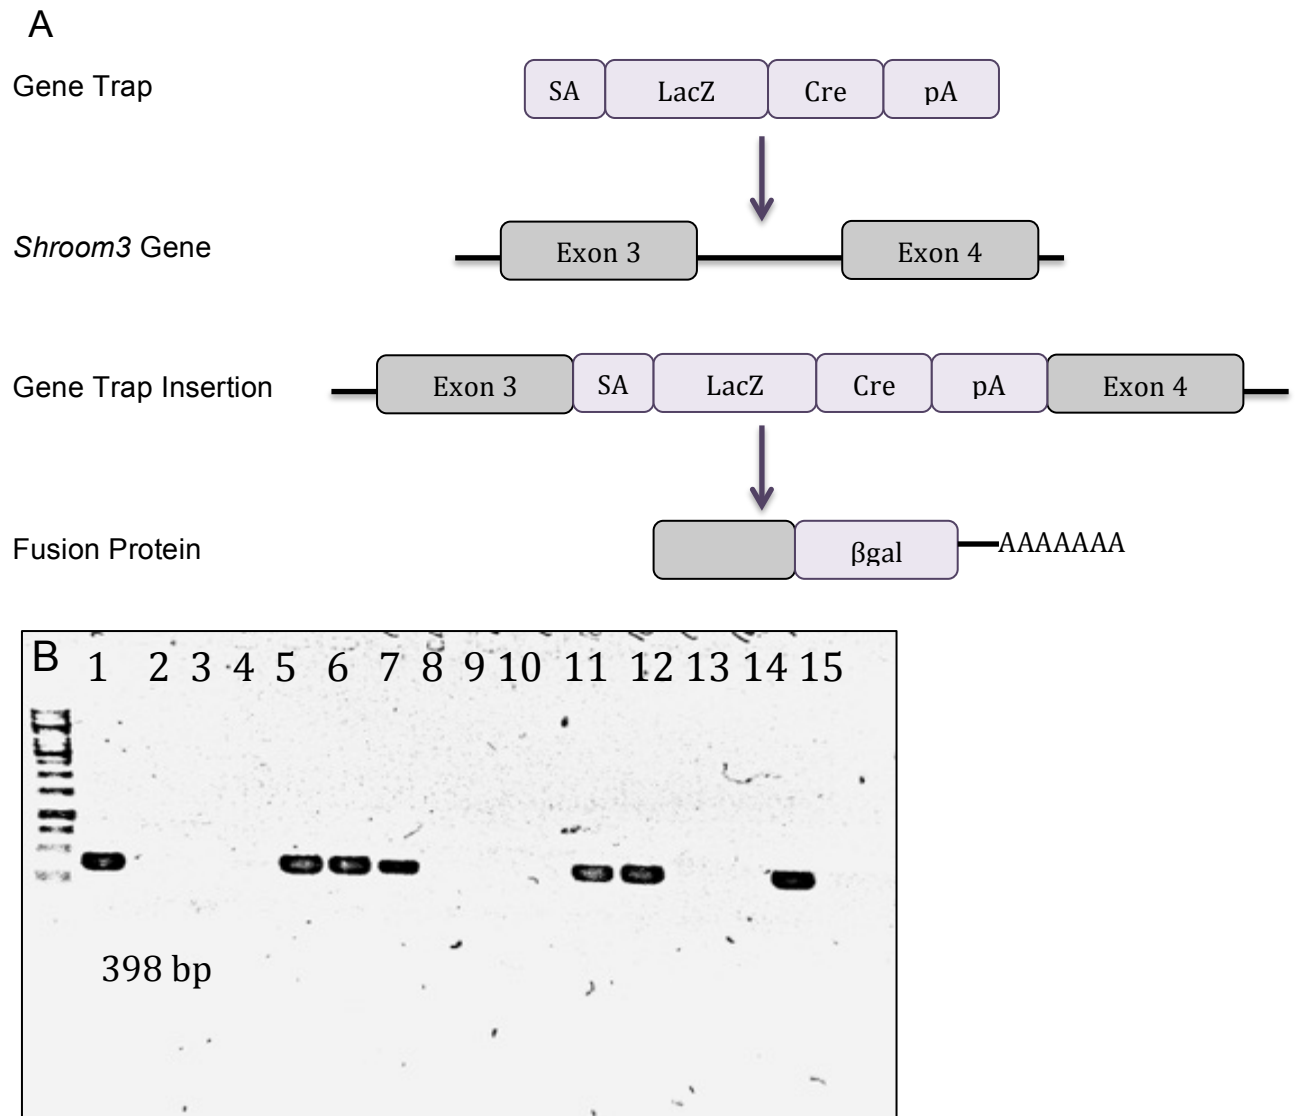 A
Gene Trap
SA LacZ Cre pA
Shroom3 Gene
Exon 3 Exon 4
Gene Trap Insertion
Exon 3 SA LacZ Cre pA Exon 4
Fusion Protein
βgal AAAAAAA
B 1 2 3 4 5 6 7 8 9 10 11 12 13 14 15
398 bp